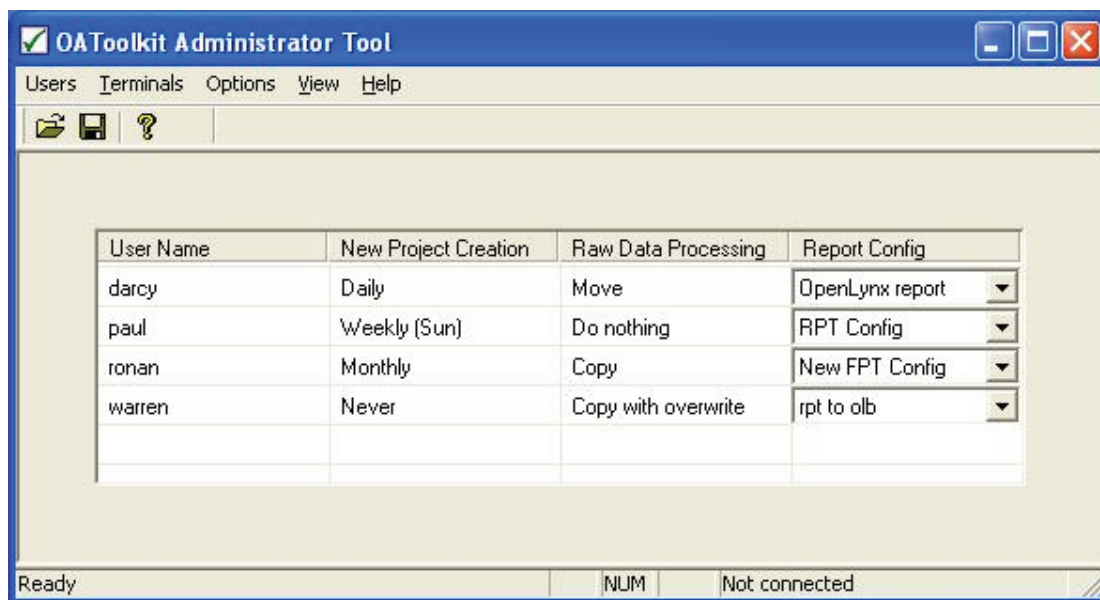 OAToolkit Administrator Tool
Users Terminals Options View Help
User Name New Project Creation Raw Data Processing Report Config
darcy Daily Move OpenLynx report
paul Weekly (Sun) Do nothing RPT Config
ronan Monthly Copy New FPT Config
warren Never Copy with overwrite rpt to olb
Ready NUM Not connected